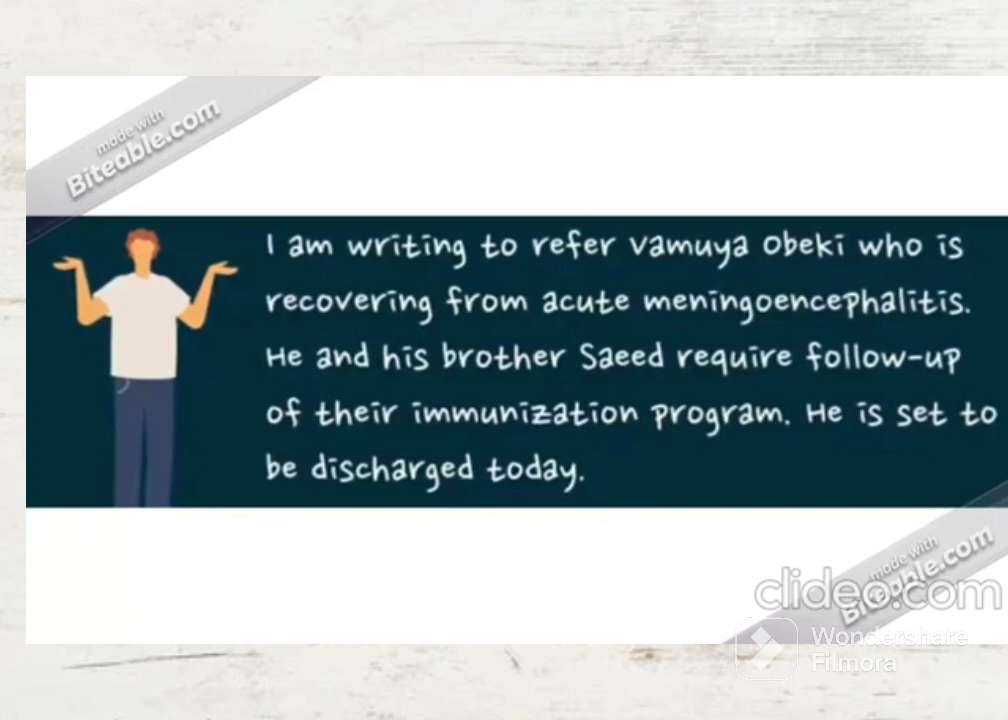 made with
Biteable.com
I am writing to refer Vamuya Obeki who is
recovering from acute meningoencephalitis.
He and his brother Saeed require follow-up
of their immunization program. He is set to
be discharged today.
made with
Biteable.com
clideo.com
Wondershare
Filmora